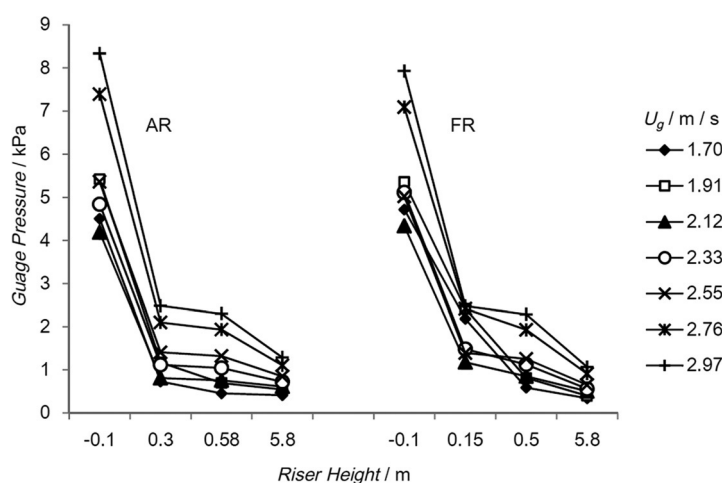 9
8
7
6
5
4
3
2
1
0
Guage Pressure / kPa
AR
FR
-0.1 0.3 0.58 5.8 -0.1 0.15 0.5 5.8
Riser Height / m
Ug / m / s
1.70
1.91
2.12
2.33
2.55
2.76
2.97